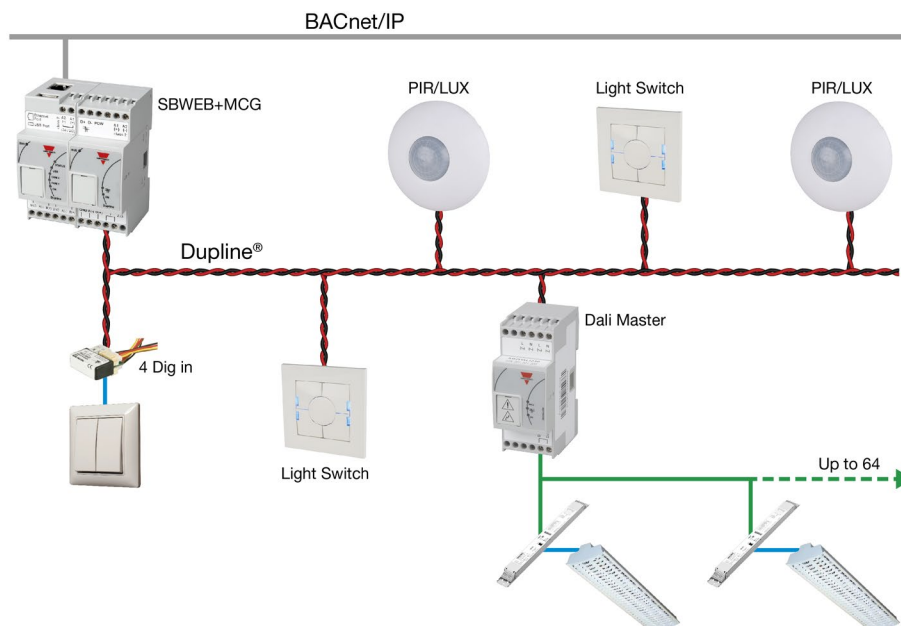 BACnet/IP
SBWEB+MCG
PIR/LUX
Light Switch
PIR/LUX
Dupline®
Dali Master
4 Dig in
Light Switch
Up to 64